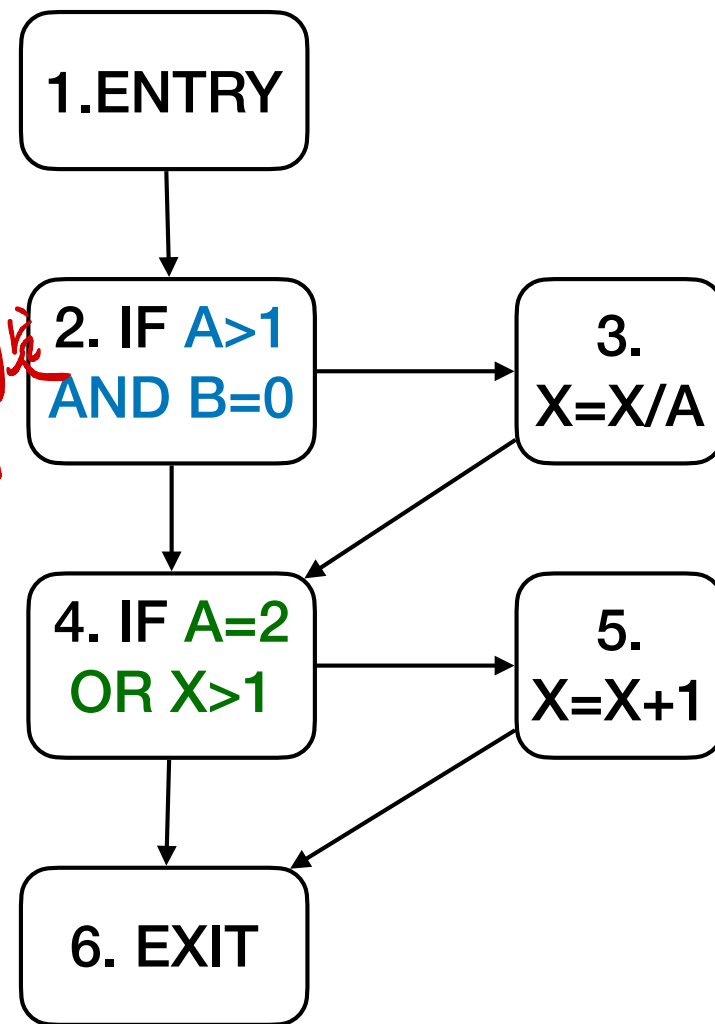 1.ENTRY
2. IF A>1
AND B=0
3.
X=X/A
4. IF A=2
OR X>1
5.
X=X+1
6. EXIT